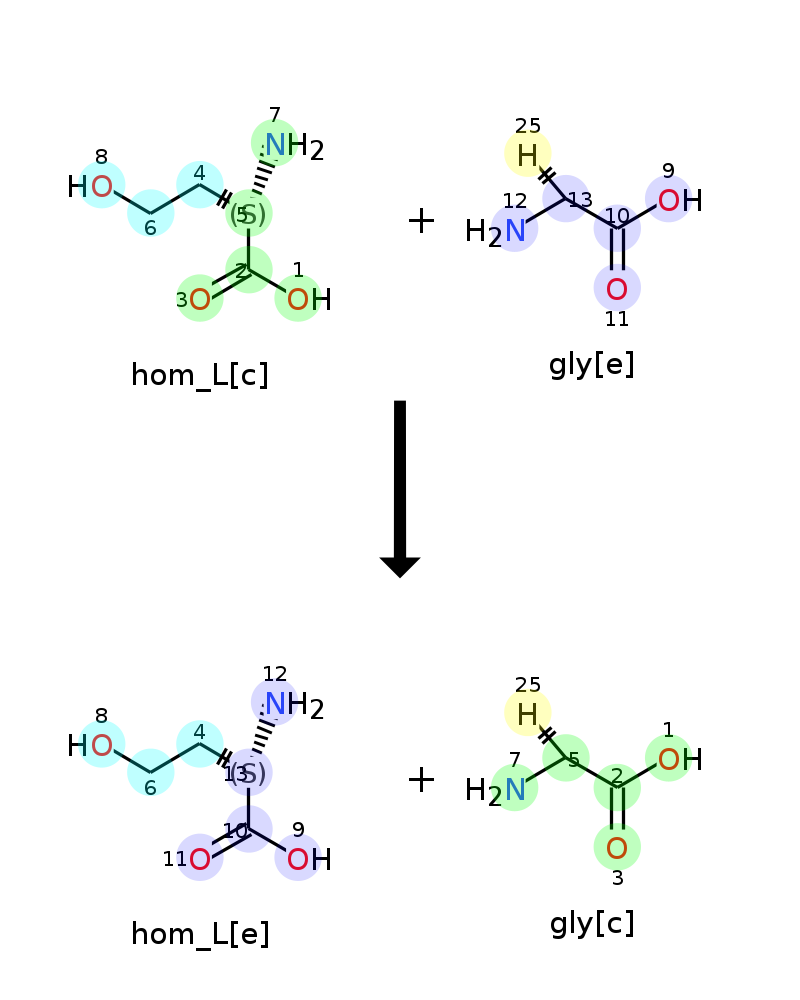 7
8 NH2 4 HO 5 (S) 6 2 1 3 O OH
hom_L[c]
+
25
H 9 12 13 10 OH H2N O 11
gly[e]
12
8 NH2 4 HO 13 (S) 6 10 9 11 O OH
hom_L[e]
+
25
H 1 7 5 2 OH H2N O 3
gly[c]